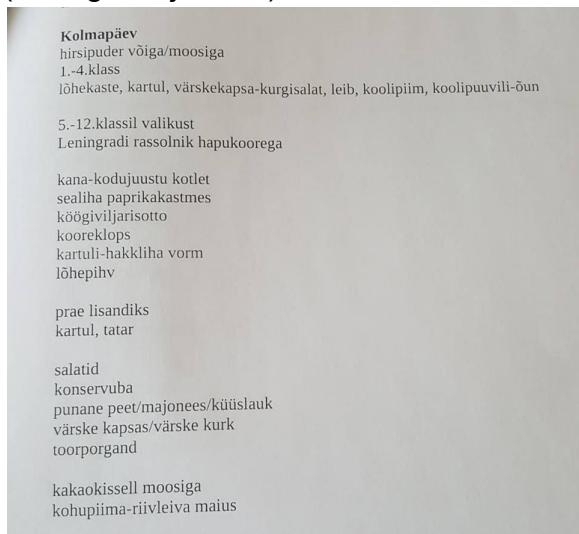 Kolmapäev
hirsipuder võiga/moosiga
1.-4.klass
lõhekaste, kartul, värskekapsa-kurgisalat, leib, koolipiim, koolipuuvili-õun
5.-12.klassil valikust
Leningradi rassolnik hapukoorega
kana-kodujuustu kotlet
sealiha paprikakastmes
köögiviljarisotto
kooreklops
kartuli-hakkliha vorm
lõhepihv
prae lisandiks
kartul, tatar
salatid
konservuba
punane peet/majonees/küüslauk
värske kapsas/värske kurk
toorporgand
kakaokissell moosiga
kohupiima-riivleiva maius